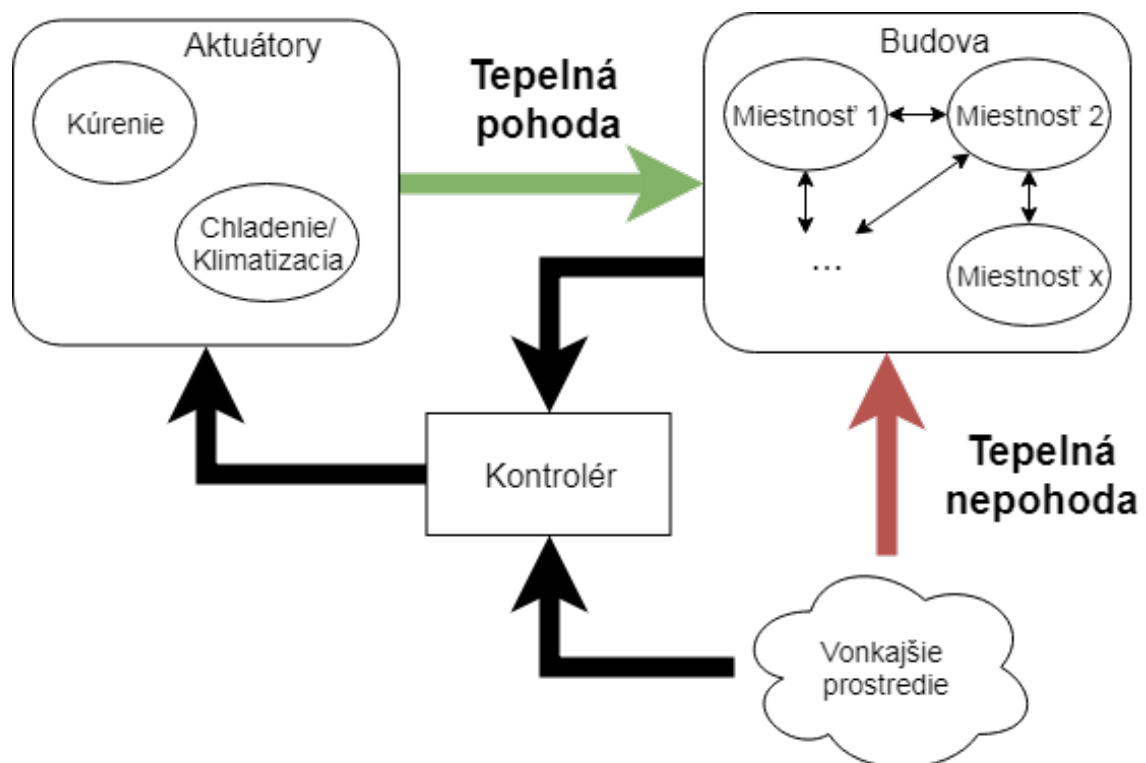 Aktuátory
Kúrenie
Chladenie/
Klimatizacia
Tepelná
pohoda
Budova
Miestnosť 1
Miestnosť 2
...
Miestnosť x
Kontrolér
Tepelná
nepohoda
Vonkajšie
prostredie